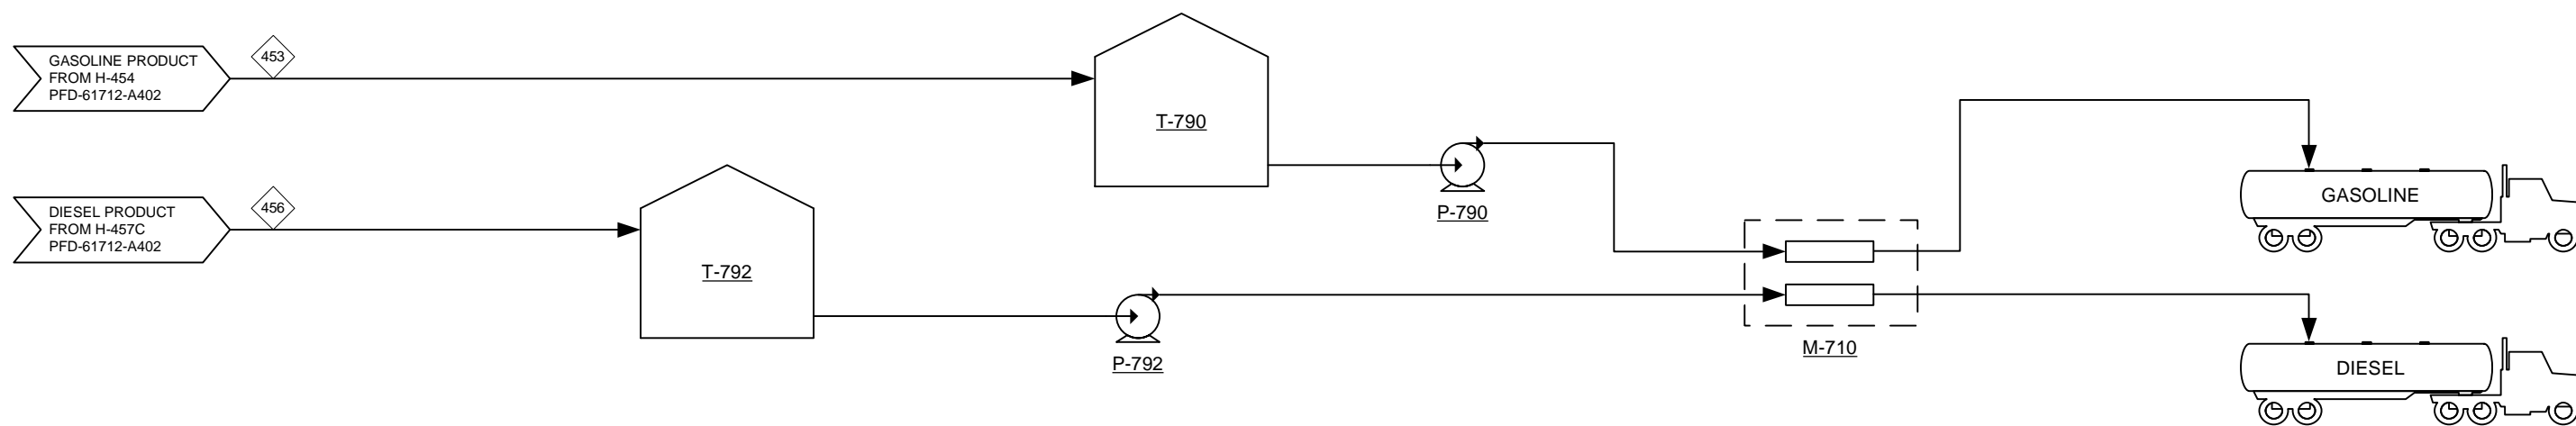 GASOLINE PRODUCT
FROM H-454
PFD-61712-A402
453
T-790
P-790
GASOLINE
DIESEL PRODUCT
FROM H-457C
PFD-61712-A402
456
T-792
P-792
M-710
DIESEL